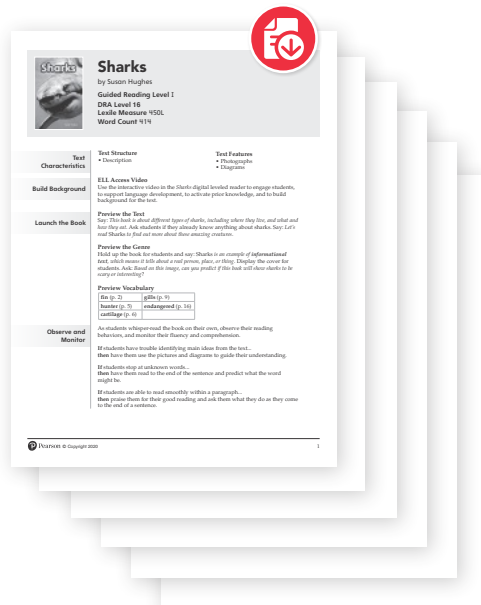 Sharks
Sharks
by Susan Hughes
Guided Reading Level I
DRA Level 16
Lexile Measure 450L
Word Count 414
Text
Characteristics
Text Structure
• Description
Text Features
• Photographs
• Diagrams
Build Background
ELL Access Video
Use the interactive video in the Sharks digital leveled reader to engage students,
to support language development, to activate prior knowledge, and to build
background for the text.
Launch the Book
Preview the Text
Say: This book is about different types of sharks, including where they live, and what and
how they eat. Ask students if they already know anything about sharks. Say: Let's
read Sharks to find out more about these amazing creatures.
Preview the Genre
Hold up the book for students and say: Sharks is an example of informational
text, which means it tells about a real person, place, or thing. Display the cover for
students. Ask: Based on this image, can you predict if this book will show sharks to be
scary or interesting?
Preview Vocabulary
fin (p. 2) gills (p. 9)
hunter (p. 5) endangered (p. 16)
cartilage (p. 6)
Observe and
Monitor
As students whisper-read the book on their own, observe their reading
behaviors, and monitor their fluency and comprehension.
If students have trouble identifying main ideas from the text...
then have them use the pictures and diagrams to guide their understanding.
If students stop at unknown words...
then have them read to the end of the sentence and predict what the word
might be.
If students are able to read smoothly within a paragraph...
then praise them for their good reading and ask them what they do as they come
to the end of a sentence.
Pearson © Copyright 2020
1